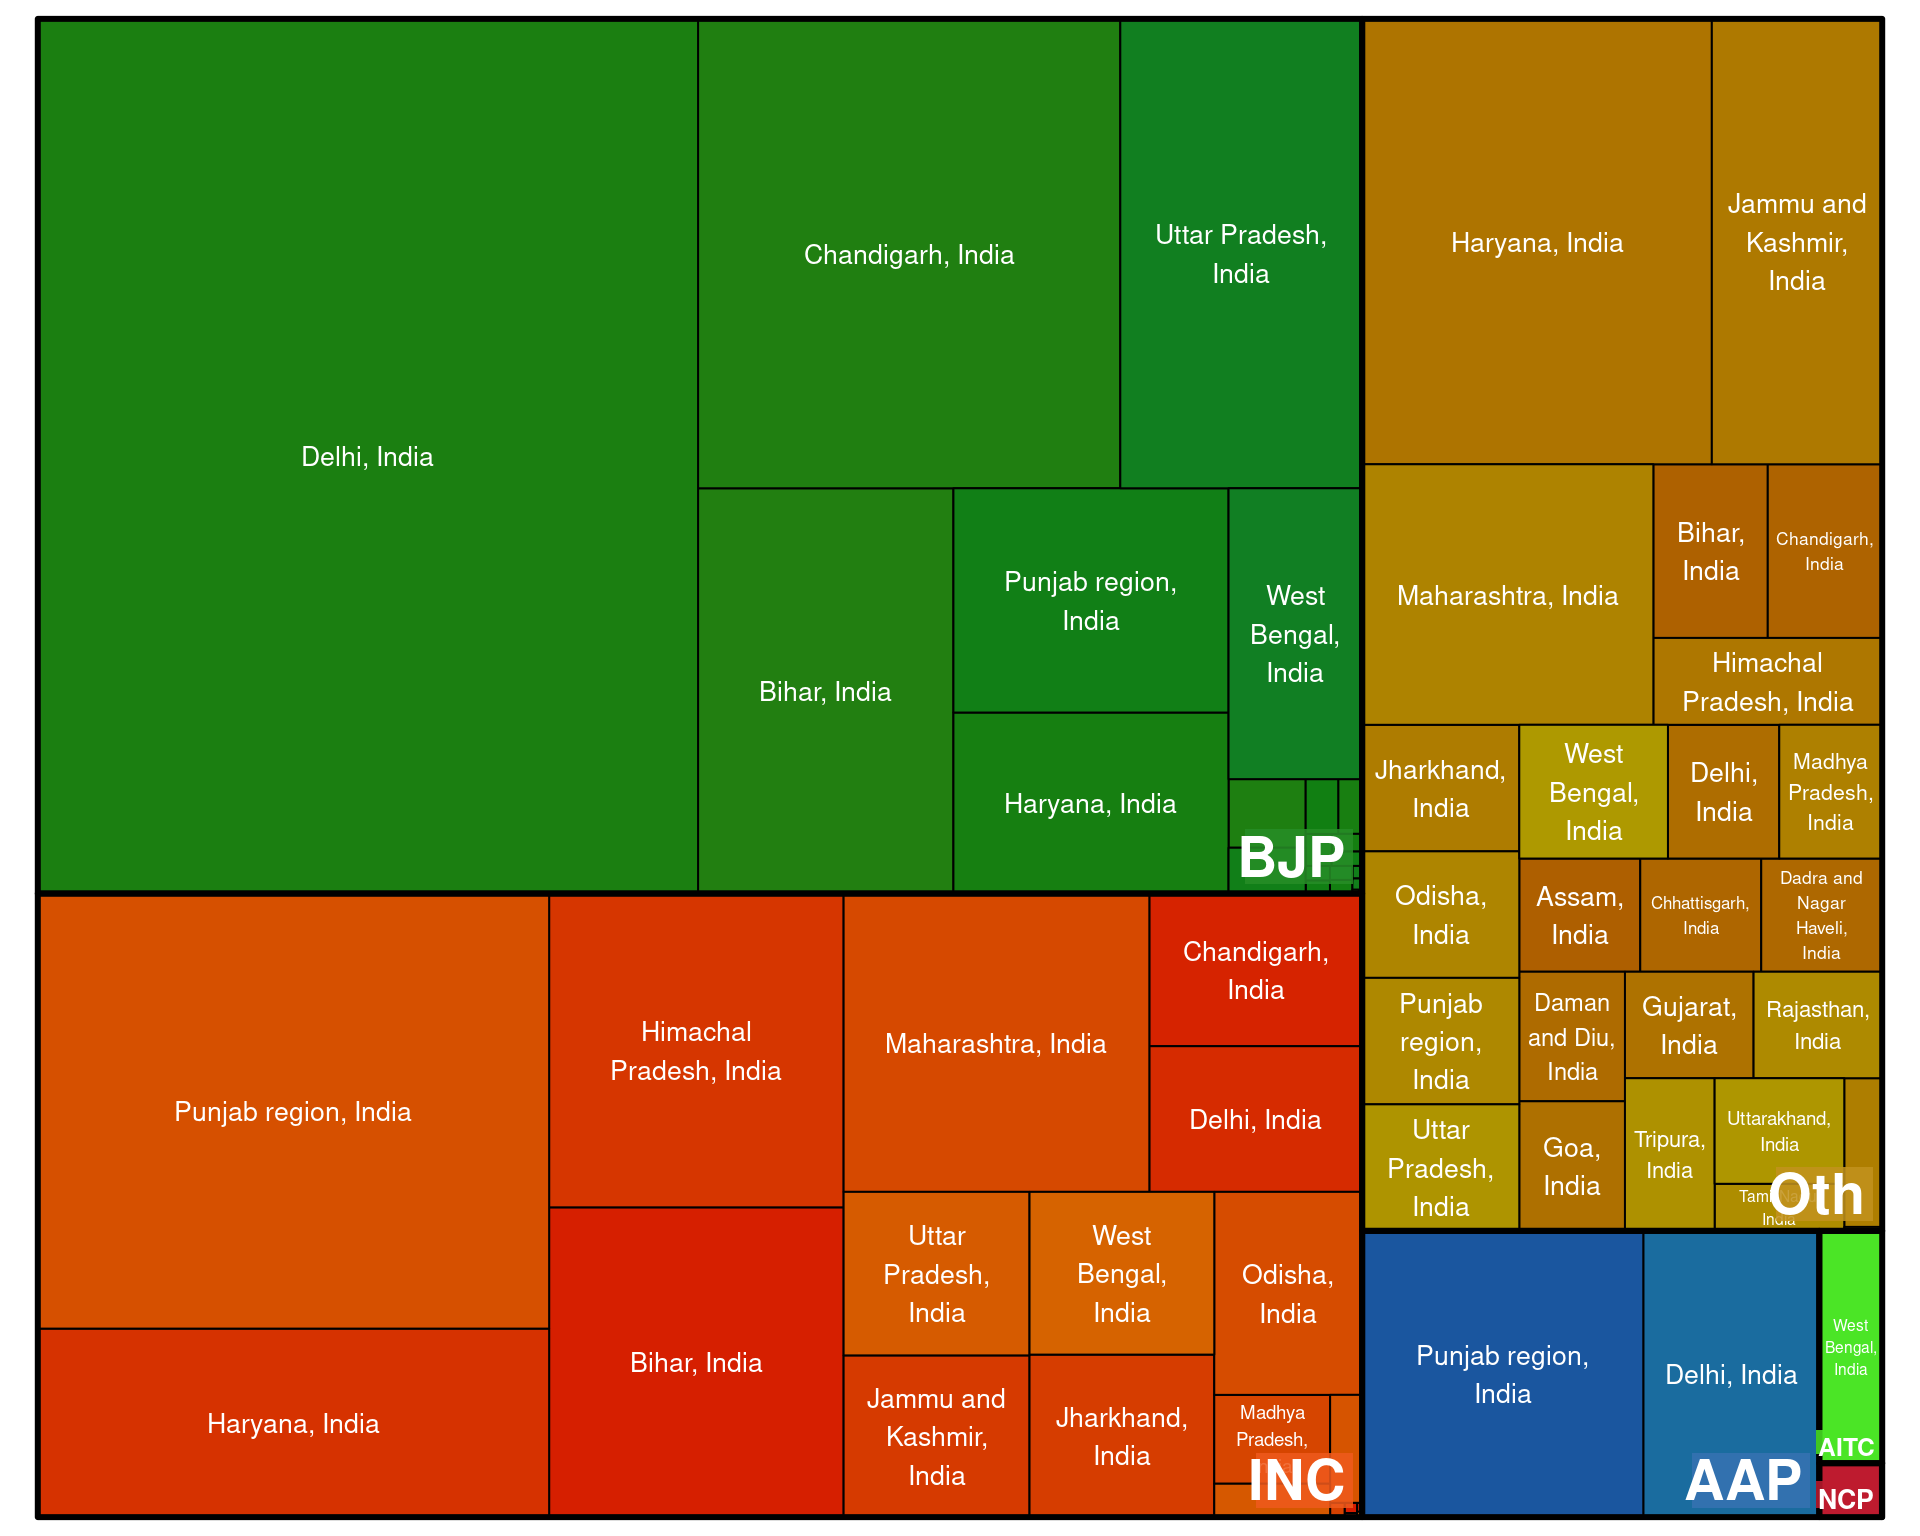 Delhi, India
Chandigarh, India
Uttar Pradesh,
India
Bihar, India
Punjab region,
India
West
Bengal,
India
Haryana, India
BJP
Punjab region, India
Haryana, India
Himachal
Pradesh, India
Bihar, India
Maharashtra, India
Chandigarh,
India
Delhi, India
Uttar
Pradesh,
India
West
Bengal,
India
Odisha,
India
Jammu and
Kashmir,
India
Jharkhand,
India
Madhya
Pradesh,
INC
Haryana, India
Jammu and
Kashmir,
India
Maharashtra, India
Bihar,
India
Chandigarh,
India
Himachal
Pradesh, India
Jharkhand,
India
West
Bengal,
India
Delhi,
India
Madhya
Pradesh,
India
Odisha,
India
Assam,
India
Chhattisgarh,
India
Dadra and
Nagar
Haveli,
India
Punjab
region,
India
Daman
and Diu,
India
Gujarat,
India
Rajasthan,
India
Uttar
Pradesh,
India
Goa,
India
Tripura,
India
Uttarakhand,
India
India
Oth
Punjab region,
India
Delhi, India
AAP
West
Bengal,
India
AITC
NCP